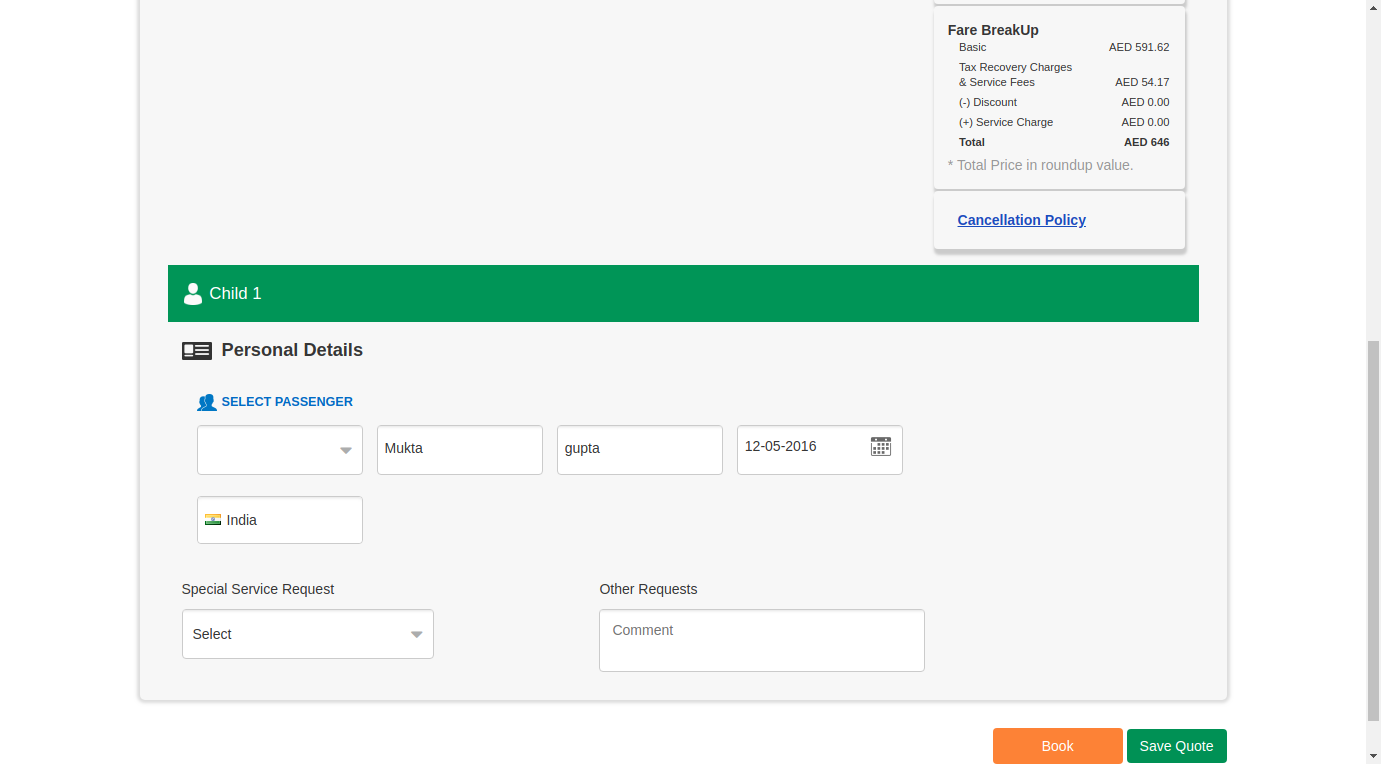 Fare BreakUp
Basic AED 591.62
Tax Recovery Charges
& Service Fees AED 54.17
(-) Discount AED 0.00
(+) Service Charge AED 0.00
Total AED 646
* Total Price in roundup value.
Cancellation Policy
Child 1
Personal Details
SELECT PASSENGER
Mukta gupta 12-05-2016
India
Special Service Request Other Requests
Select Comment
Book Save Quote